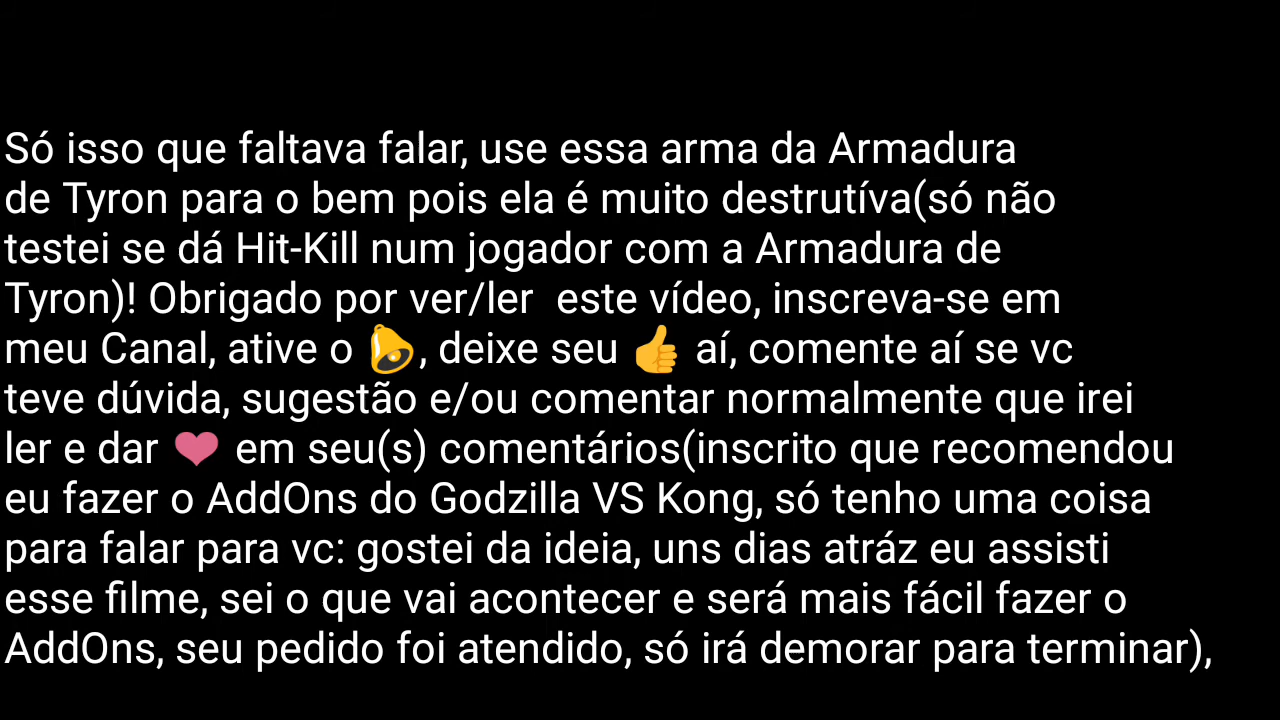 Só isso que faltava falar, use essa arma da Armadura
de Tyron para o bem pois ela é muito destrutíva(só não
testei se dá Hit-Kill num jogador com a Armadura de
Tyron)! Obrigado por ver/ler  este vídeo, inscreva-se em
meu Canal, ative o 🔔, deixe seu 👍 aí, comente aí se vc
teve dúvida, sugestão e/ou comentar normalmente que irei
ler e dar ❤ em seu(s) comentários(inscrito que recomendou
eu fazer o AddOns do Godzilla VS Kong, só tenho uma coisa
para falar para vc: gostei da ideia, uns dias atráz eu assisti
esse filme, sei o que vai acontecer e será mais fácil fazer o
AddOns, seu pedido foi atendido, só irá demorar para terminar),